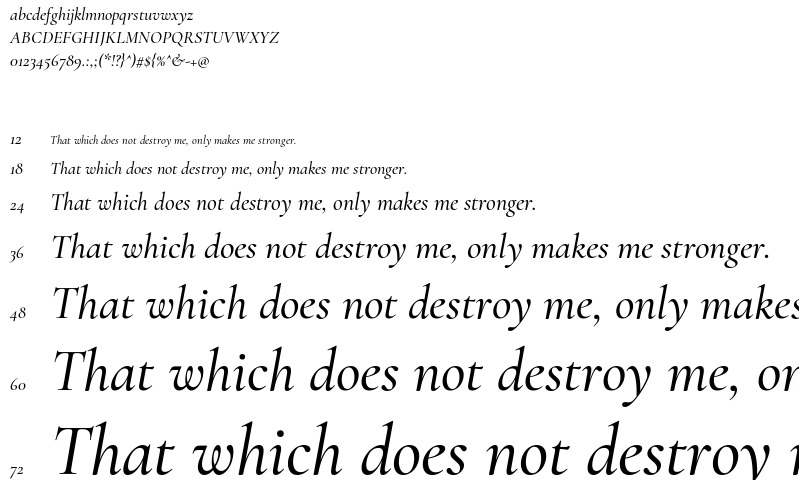 abcdefghijklmnopqrstuvwxyz
ABCDEFGHIJKLMNOPQRSTUVWXYZ
0123456789.:,;(*!?}^)#${%^&-+@
12 That which does not destroy me, only makes me stronger.
18 That which does not destroy me, only makes me stronger.
24 That which does not destroy me, only makes me stronger.
36 That which does not destroy me, only makes me stronger.
48 That which does not destroy me, only makes
60 That which does not destroy me, or
72 That which does not destroy